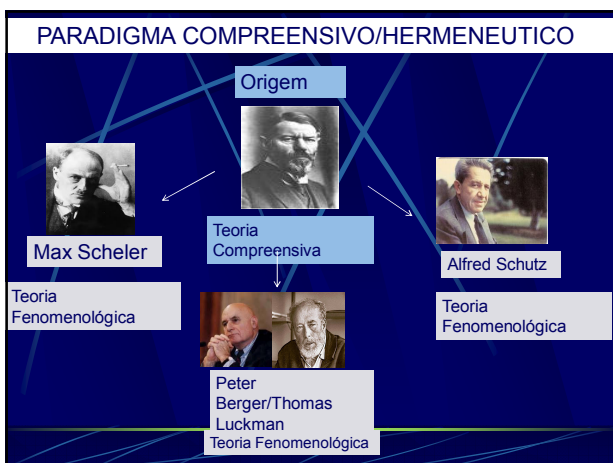 PARADIGMA COMPREENSIVO/HERMENEUTICO
Origem
Teoria
Compreensiva
Max Scheler
Teoria
Fenomenológica
Alfred Schutz
Teoria
Fenomenológica
Peter
Berger/Thomas
Luckman
Teoria Fenomenológica